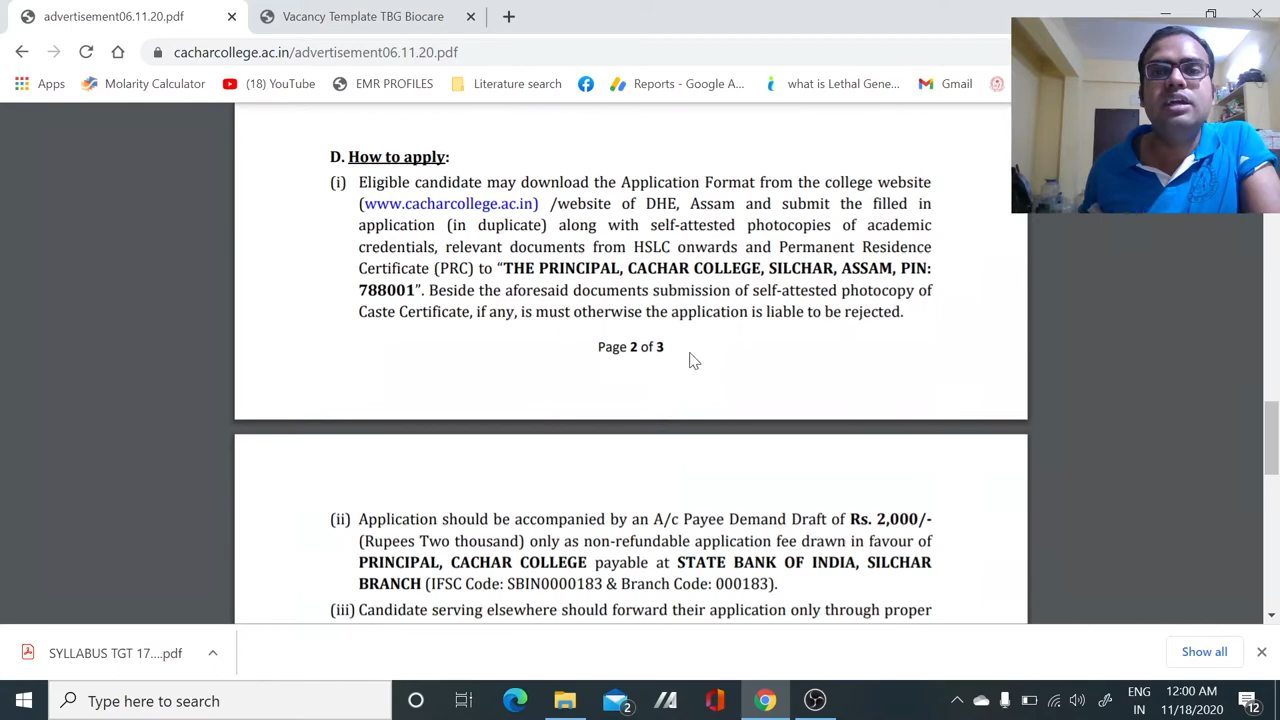 advertisement06.11.20.pdf
Vacancy Template TBG Biocare
cacharcollege.ac.in/advertisement06.11.20.pdf
Apps
Molarity Calculator
(18) YouTube
EMR PROFILES
Literature search
Reports - Google A...
what is Lethal Gene...
Gmail
D. How to apply:
(i) Eligible candidate may download the Application Format from the college website
(www.cacharcollege.ac.in) /website of DHE, Assam and submit the filled in
application (in duplicate) along with self-attested photocopies of academic
credentials, relevant documents from HSLC onwards and Permanent Residence
Certificate (PRC) to “THE PRINCIPAL, CACHAR COLLEGE, SILCHAR, ASSAM, PIN:
788001”. Beside the aforesaid documents submission of self-attested photocopy of
Caste Certificate, if any, is must otherwise the application is liable to be rejected.
Page 2 of 3
(ii) Application should be accompanied by an A/c Payee Demand Draft of Rs. 2,000/-
(Rupees Two thousand) only as non-refundable application fee drawn in favour of
PRINCIPAL, CACHAR COLLEGE payable at STATE BANK OF INDIA, SILCHAR
BRANCH (IFSC Code: SBIN0000183 & Branch Code: 000183).
(iii) Candidate serving elsewhere should forward their application only through proper
SYLLABUS TGT 17....pdf
Show all
Type here to search
2
ENG
IN
12:00 AM
11/18/2020
12